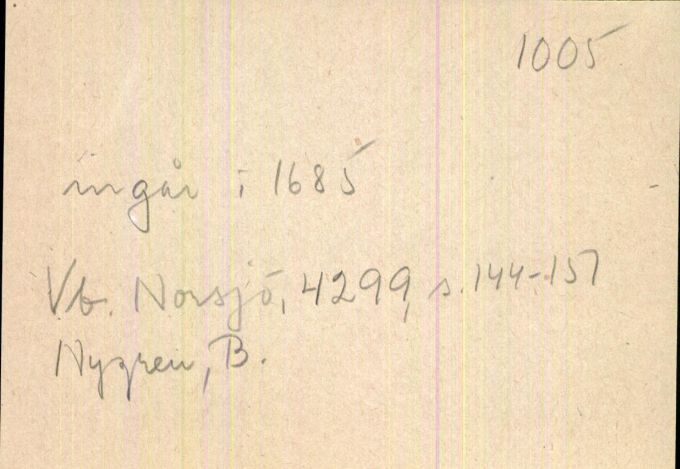 1005
ingår i 1685
Vb. Norsjö, 4299, s. 144-157
Nygren, B.